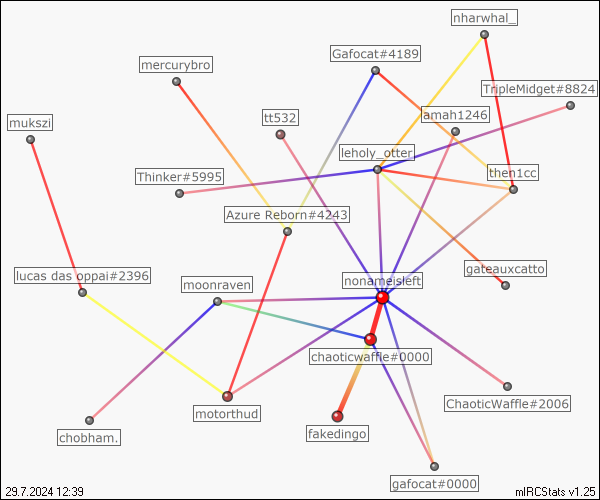 nharwhal_
Gafocat#4189
mercurybro
TripleMidget#8824
amah1246
tt532
mukszi
leholy_otter
then1cc
Thinker#5995
Azure Reborn#4243
gateauxcatto
lucas das oppai#2396
moonraven
nonameisleft
chaoticwaffle#0000
ChaoticWaffle#2006
motorthud
chobham.
fakedingo
gafocat#0000
29.7.2024 12:39
mIRCStats v1.25